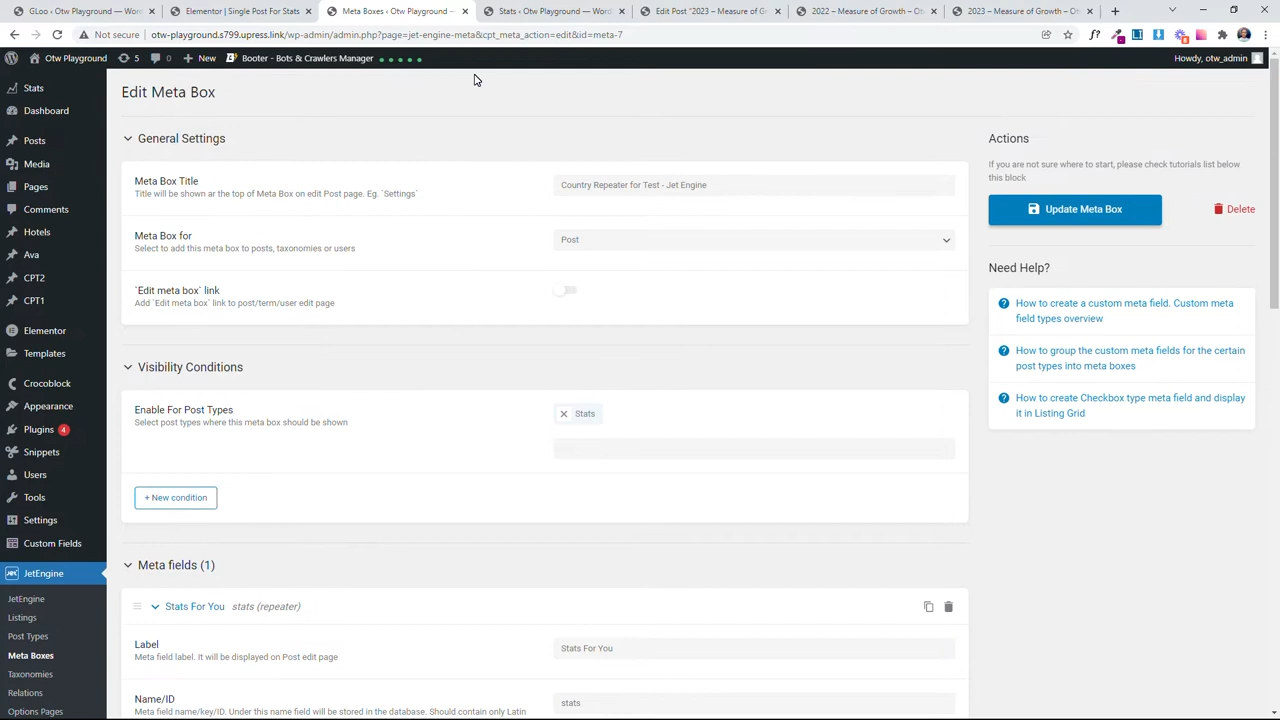 GLoo ‹ Otw Playground — WordPr
Elementor | Single Post For Stats
Meta Boxes ‹ Otw Playground —
Stats ‹ Otw Playground — WordP
Edit Post "2023 – Measure of Gro
2022 – Measure of Growth – Otw
2023 – Measure of Growth – Otw
Not secure | otw-playground.s799.upress.link/wp-admin/admin.php?page=jet-engine-meta&cpt_meta_action=edit&id=meta-7
Otw Playground 5 0 New Booter - Bots & Crawlers Manager Howdy, otw_admin
Stats
Dashboard
Posts
Media
Pages
Comments
Hotels
Ava
CPT2
CPT1
Elementor
Templates
Crocoblock
Appearance
Plugins 4
Snippets
Users
Tools
Settings
Custom Fields
JetEngine
JetEngine
Listings
Post Types
Meta Boxes
Taxonomies
Relations
Options Pages
Edit Meta Box
General Settings
Meta Box Title
Title will be shown ar the top of Meta Box on edit Post page. Eg. `Settings`
Country Repeater for Test - Jet Engine
Meta Box for
Select to add this meta box to posts, taxonomies or users
Post
`Edit meta box` link
Add `Edit meta box` link to post/term/user edit page
Visibility Conditions
Enable For Post Types
Select post types where this meta box should be shown
Stats
+ New condition
Meta fields (1)
Stats For You stats (repeater)
Label
Meta field label. It will be displayed on Post edit page
Stats For You
Name/ID
Meta field name/key/ID. Under this name field will be stored in the database. Should contain only Latin
stats
Actions
If you are not sure where to start, please check tutorials list below
this block
Update Meta Box
Delete
Need Help?
How to create a custom meta field. Custom meta
field types overview
How to group the custom meta fields for the certain
post types into meta boxes
How to create Checkbox type meta field and display
it in Listing Grid